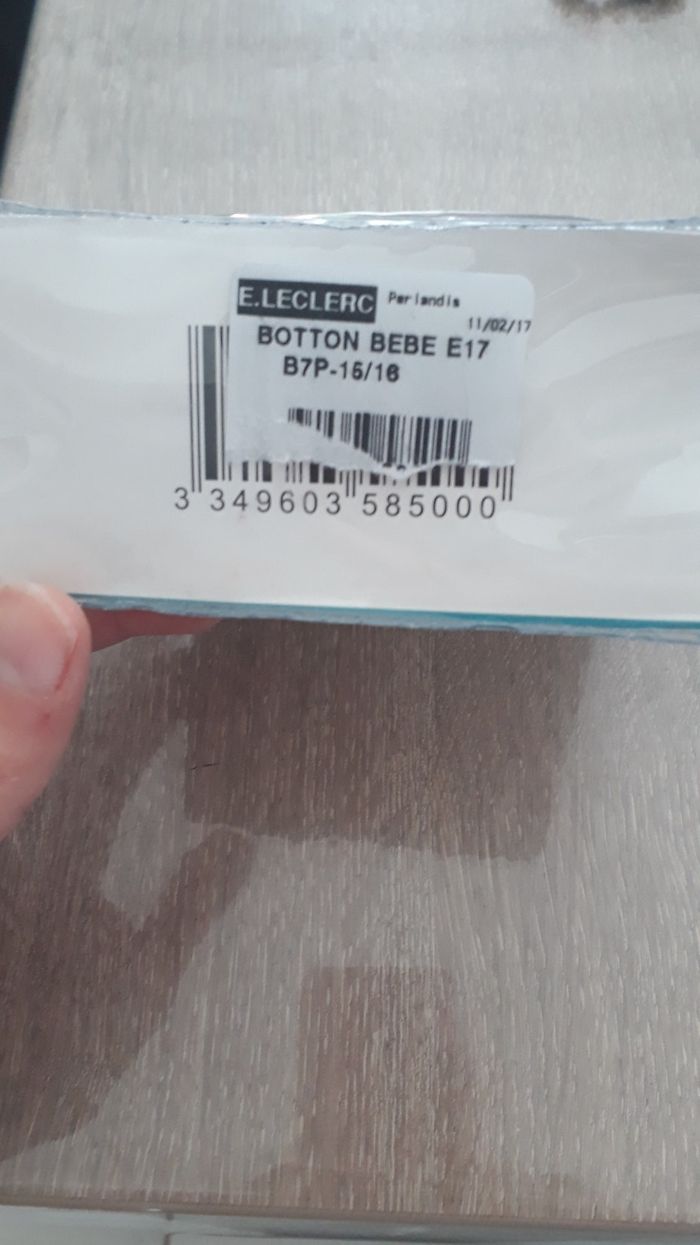 E.LECLERC Perlandis
11/02/17
BOTTON BEBE E17
B7P-15/16
3 349603 585000